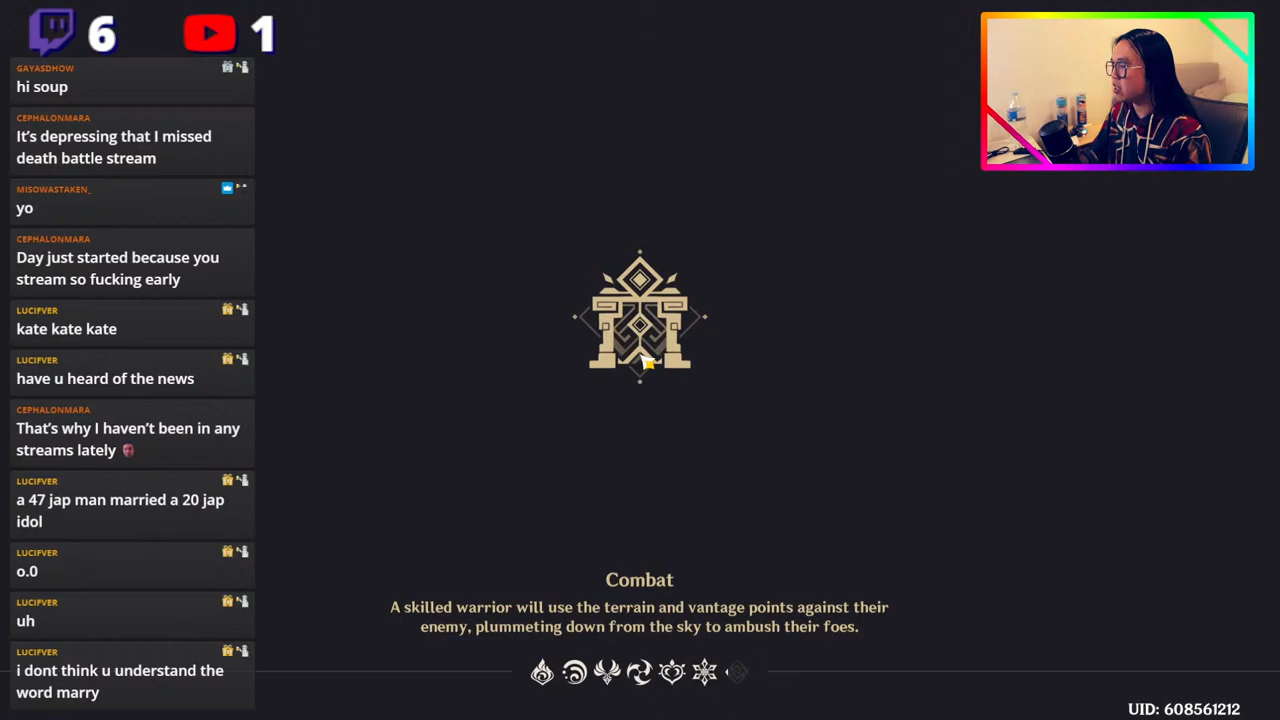 6
1
GAYASDHOW
hi soup
CEPHALONMARA
It's depressing that I missed
death battle stream
MISOWASTAKEN_
yo
CEPHALONMARA
Day just started because you
stream so fucking early
LUCIFVER
kate kate kate
LUCIFVER
have u heard of the news
CEPHALONMARA
That's why I haven't been in any
streams lately
LUCIFVER
a 47 jap man married a 20 jap
idol
LUCIFVER
o.0
LUCIFVER
uh
LUCIFVER
i dont think u understand the
word marry
Combat
A skilled warrior will use the terrain and vantage points against their
enemy, plummeting down from the sky to ambush their foes.
UID: 608561212